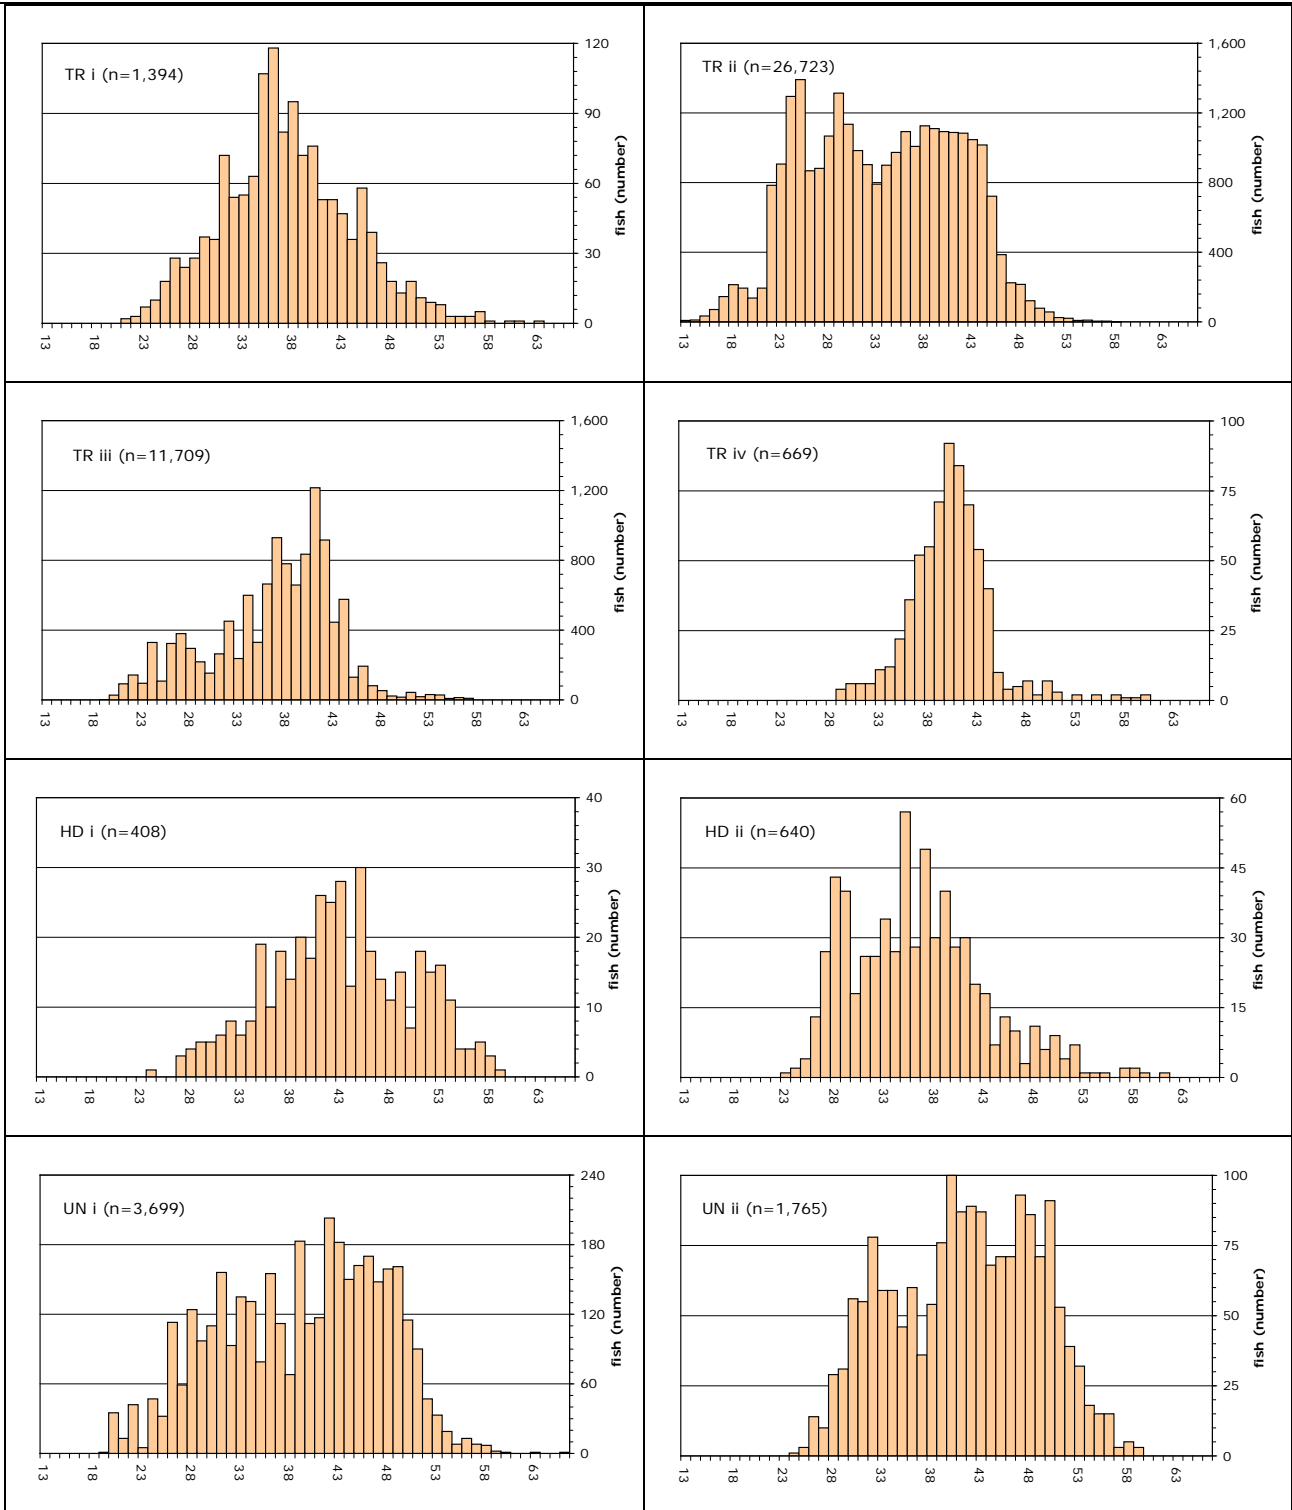 TR i (n=1,394)
120
90
60
30
0
fish (number)
13 18 23 28 33 38 43 48 53 58 63
TR ii (n=26,723)
1,600
1,200
800
400
0
fish (number)
13 18 23 28 33 38 43 48 53 58 63
TR iii (n=11,709)
1,600
1,200
800
400
0
fish (number)
13 18 23 28 33 38 43 48 53 58 63
TR iv (n=669)
100
75
50
25
0
fish (number)
13 18 23 28 33 38 43 48 53 58 63
HD i (n=408)
40
30
20
10
0
fish (number)
13 18 23 28 33 38 43 48 53 58 63
HD ii (n=640)
60
45
30
15
0
fish (number)
13 18 23 28 33 38 43 48 53 58 63
UN i (n=3,699)
240
180
120
60
0
fish (number)
13 18 23 28 33 38 43 48 53 58 63
UN ii (n=1,765)
100
75
50
25
0
fish (number)
13 18 23 28 33 38 43 48 53 58 63